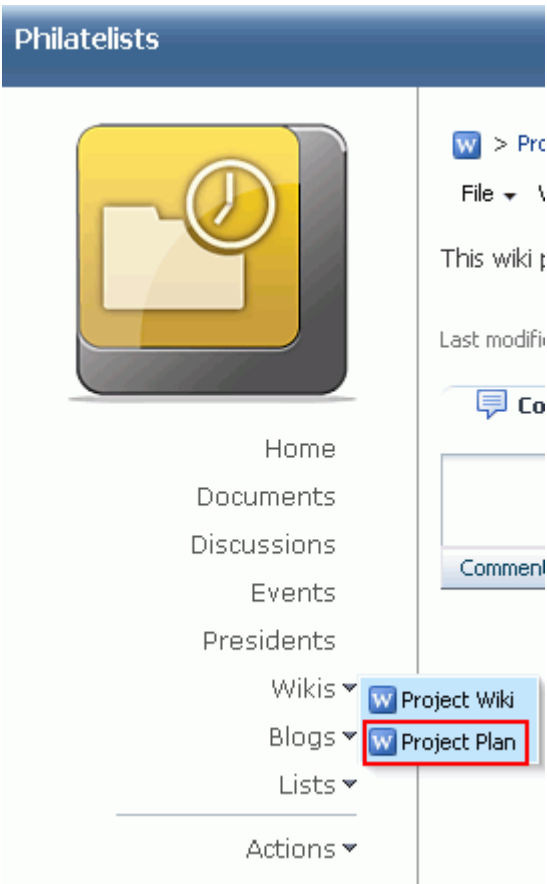 Philatelists
W > Pro
File
This wiki p
Last modifi
Co
Home
Documents
Discussions
Events
Presidents
Wikis
W Project Wiki
Blogs
W Project Plan
Comment
Lists
Actions